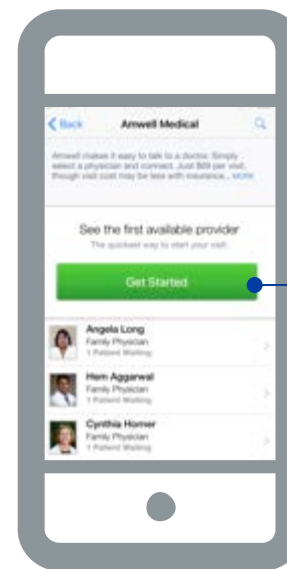 Back
Amwell Medical
Amwell makes it easy to talk to a doctor. Simply
select a physician and connect. Just $69 per visit,
though visit cost may be less with insurance... MORE
See the first available provider
The quickest way to start your visit.
Get Started
Angela Long
Family Physician
1 Patient Waiting
Hem Aggarwal
Family Physician
1 Patient Waiting
Cynthia Horner
Family Physician
1 Patient Waiting